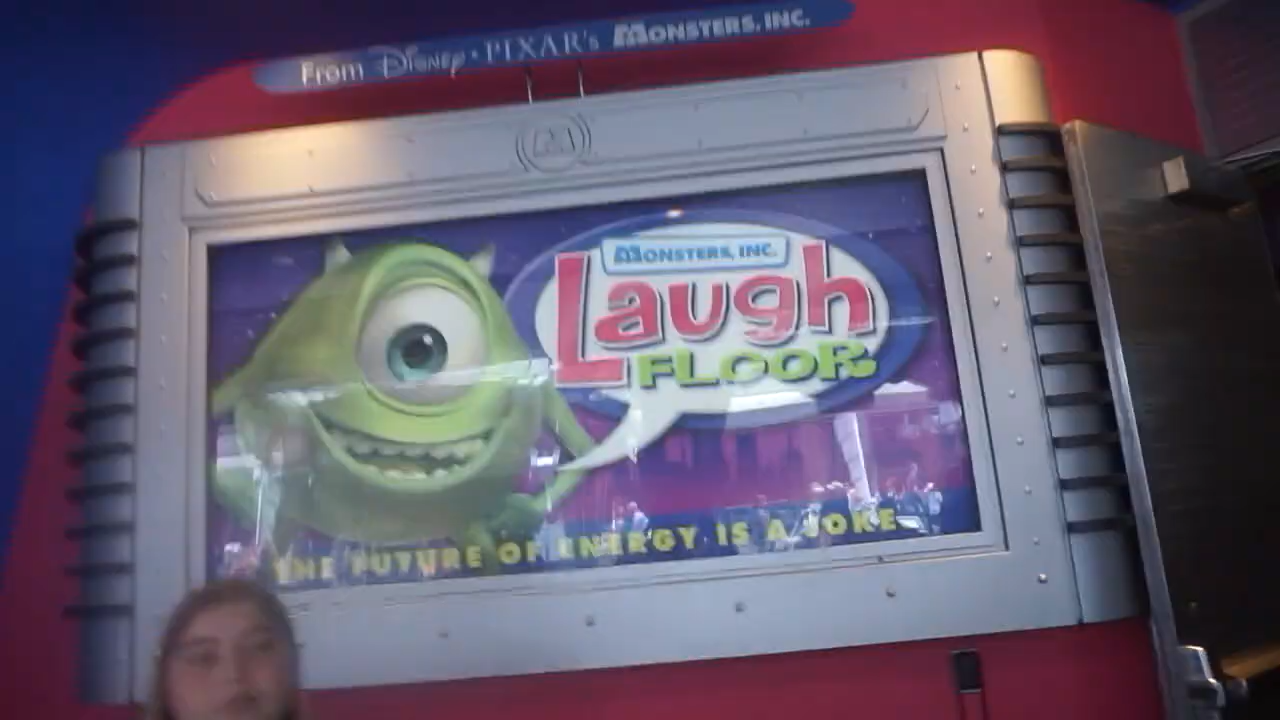 From Disney·PIXAR's MONSTERS, INC.
MONSTERS, INC.
Laugh
FLOOR
THE FUTURE OF ENERGY IS A JOKE